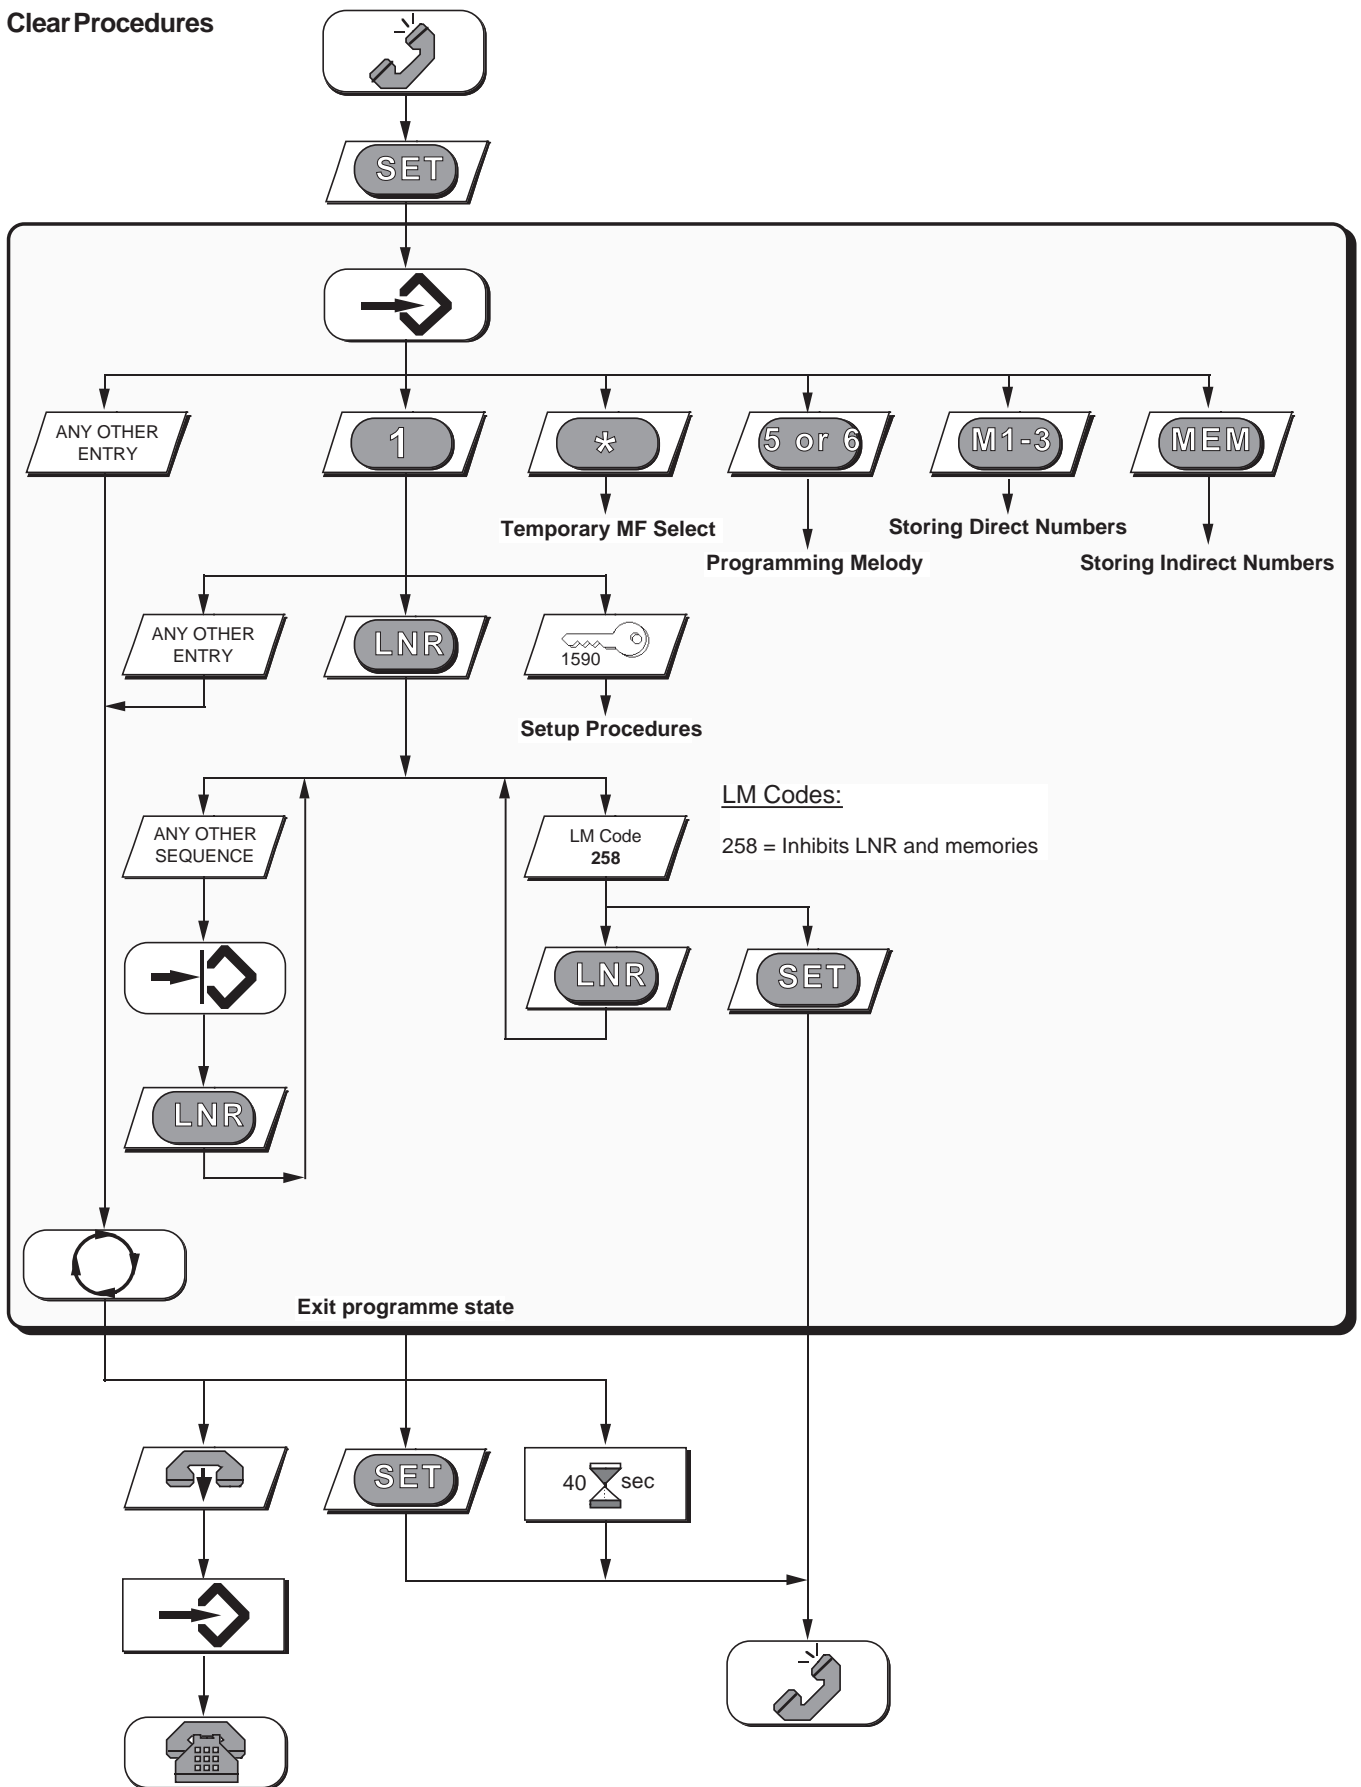 Clear Procedures
SET
ANY OTHER
ENTRY
1
*
5 or 6
M1-3
MEM
Temporary MF Select
Storing Direct Numbers
Programming Melody
Storing Indirect Numbers
ANY OTHER
ENTRY
LNR
1590
Setup Procedures
LM Codes:
258 = Inhibits LNR and memories
ANY OTHER
SEQUENCE
LM Code
258
LNR
SET
LNR
Exit programme state
SET
40 sec